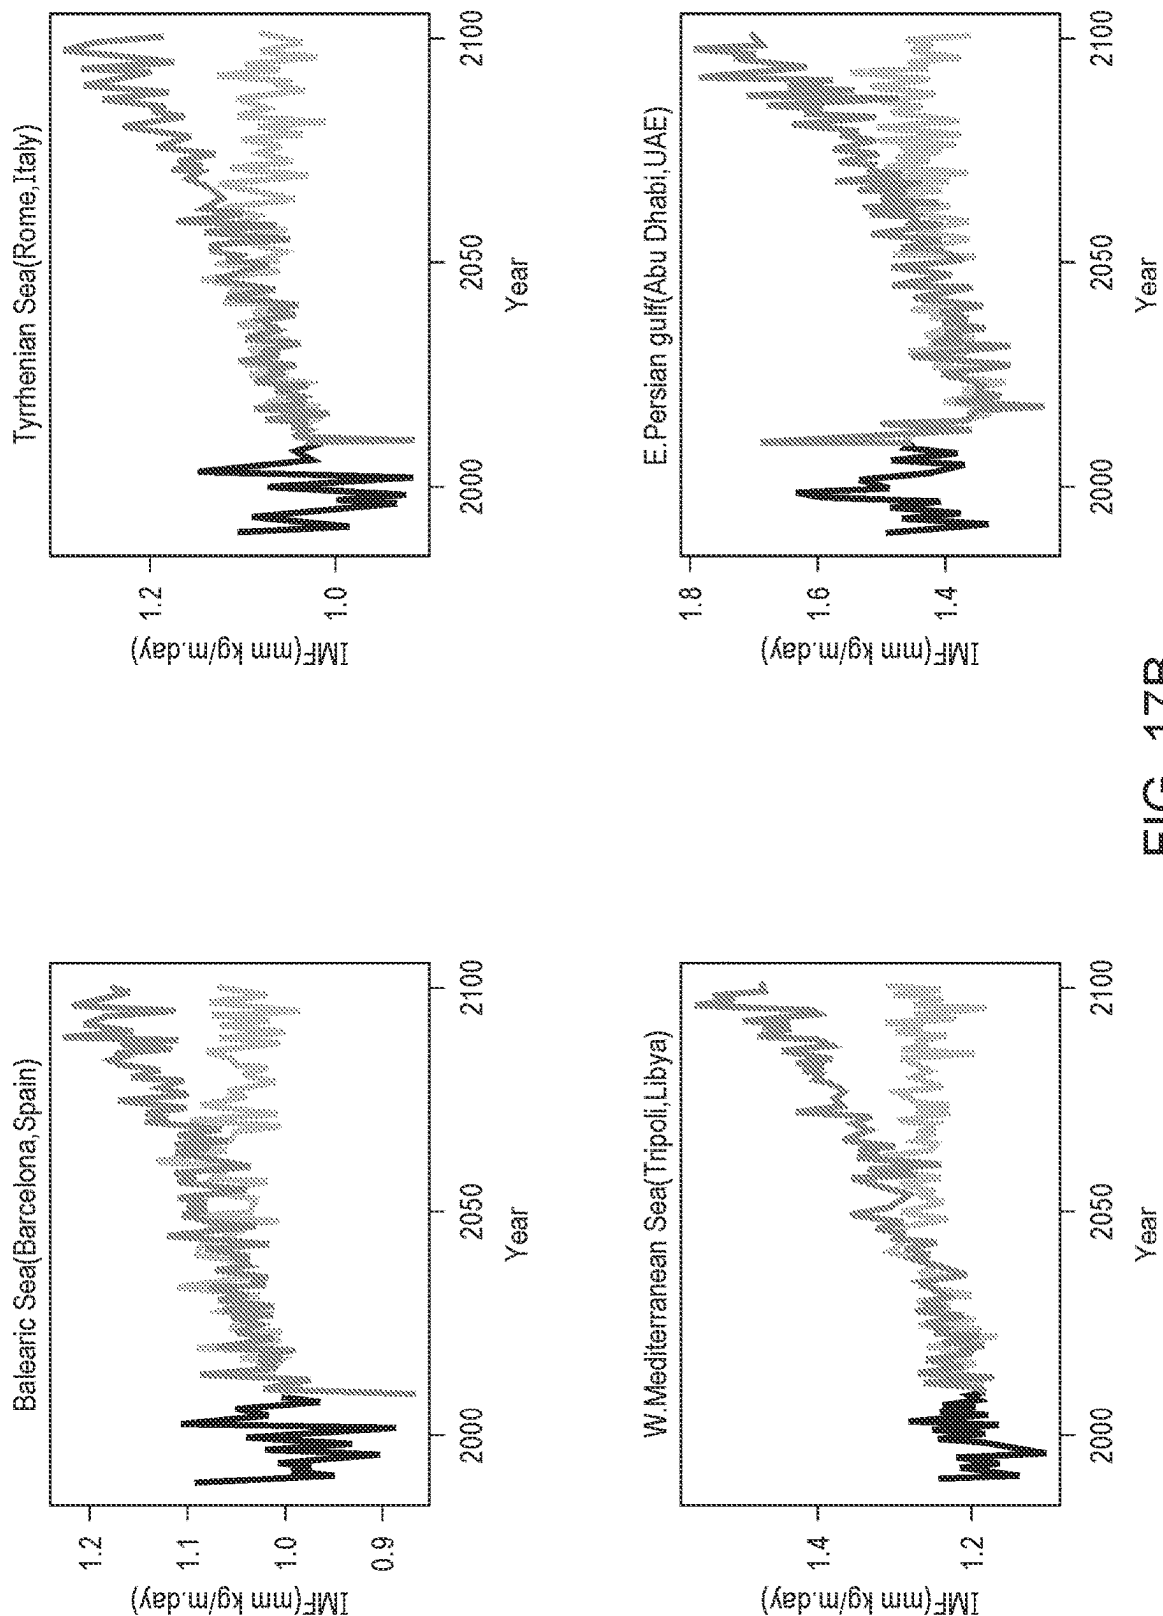 Balearic Sea(Barcelona,Spain)
IMF(mm kg/m.day)
1.2
1.1
1.0
0.9
2000
2050
2100
Year
Tyrrhenian Sea(Rome,Italy)
IMF(mm kg/m.day)
1.2
1.0
2000
2050
2100
Year
W.Mediterranean Sea(Tripoli,Libya)
IMF(mm kg/m.day)
1.4
1.2
2000
2050
2100
Year
E.Persian gulf(Abu Dhabi,UAE)
IMF(mm kg/m.day)
1.8
1.6
1.4
2000
2050
2100
Year
FIG. 17B